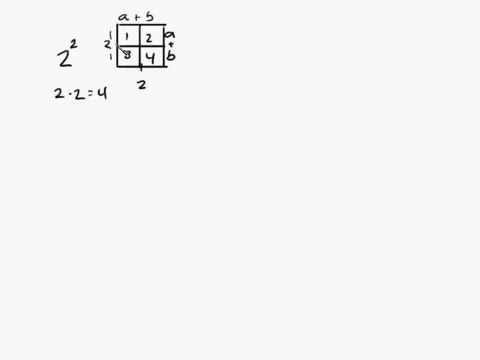 a + b
1 1 2 a
2 +
1 3 4 b
2²
2
2 · 2 = 4